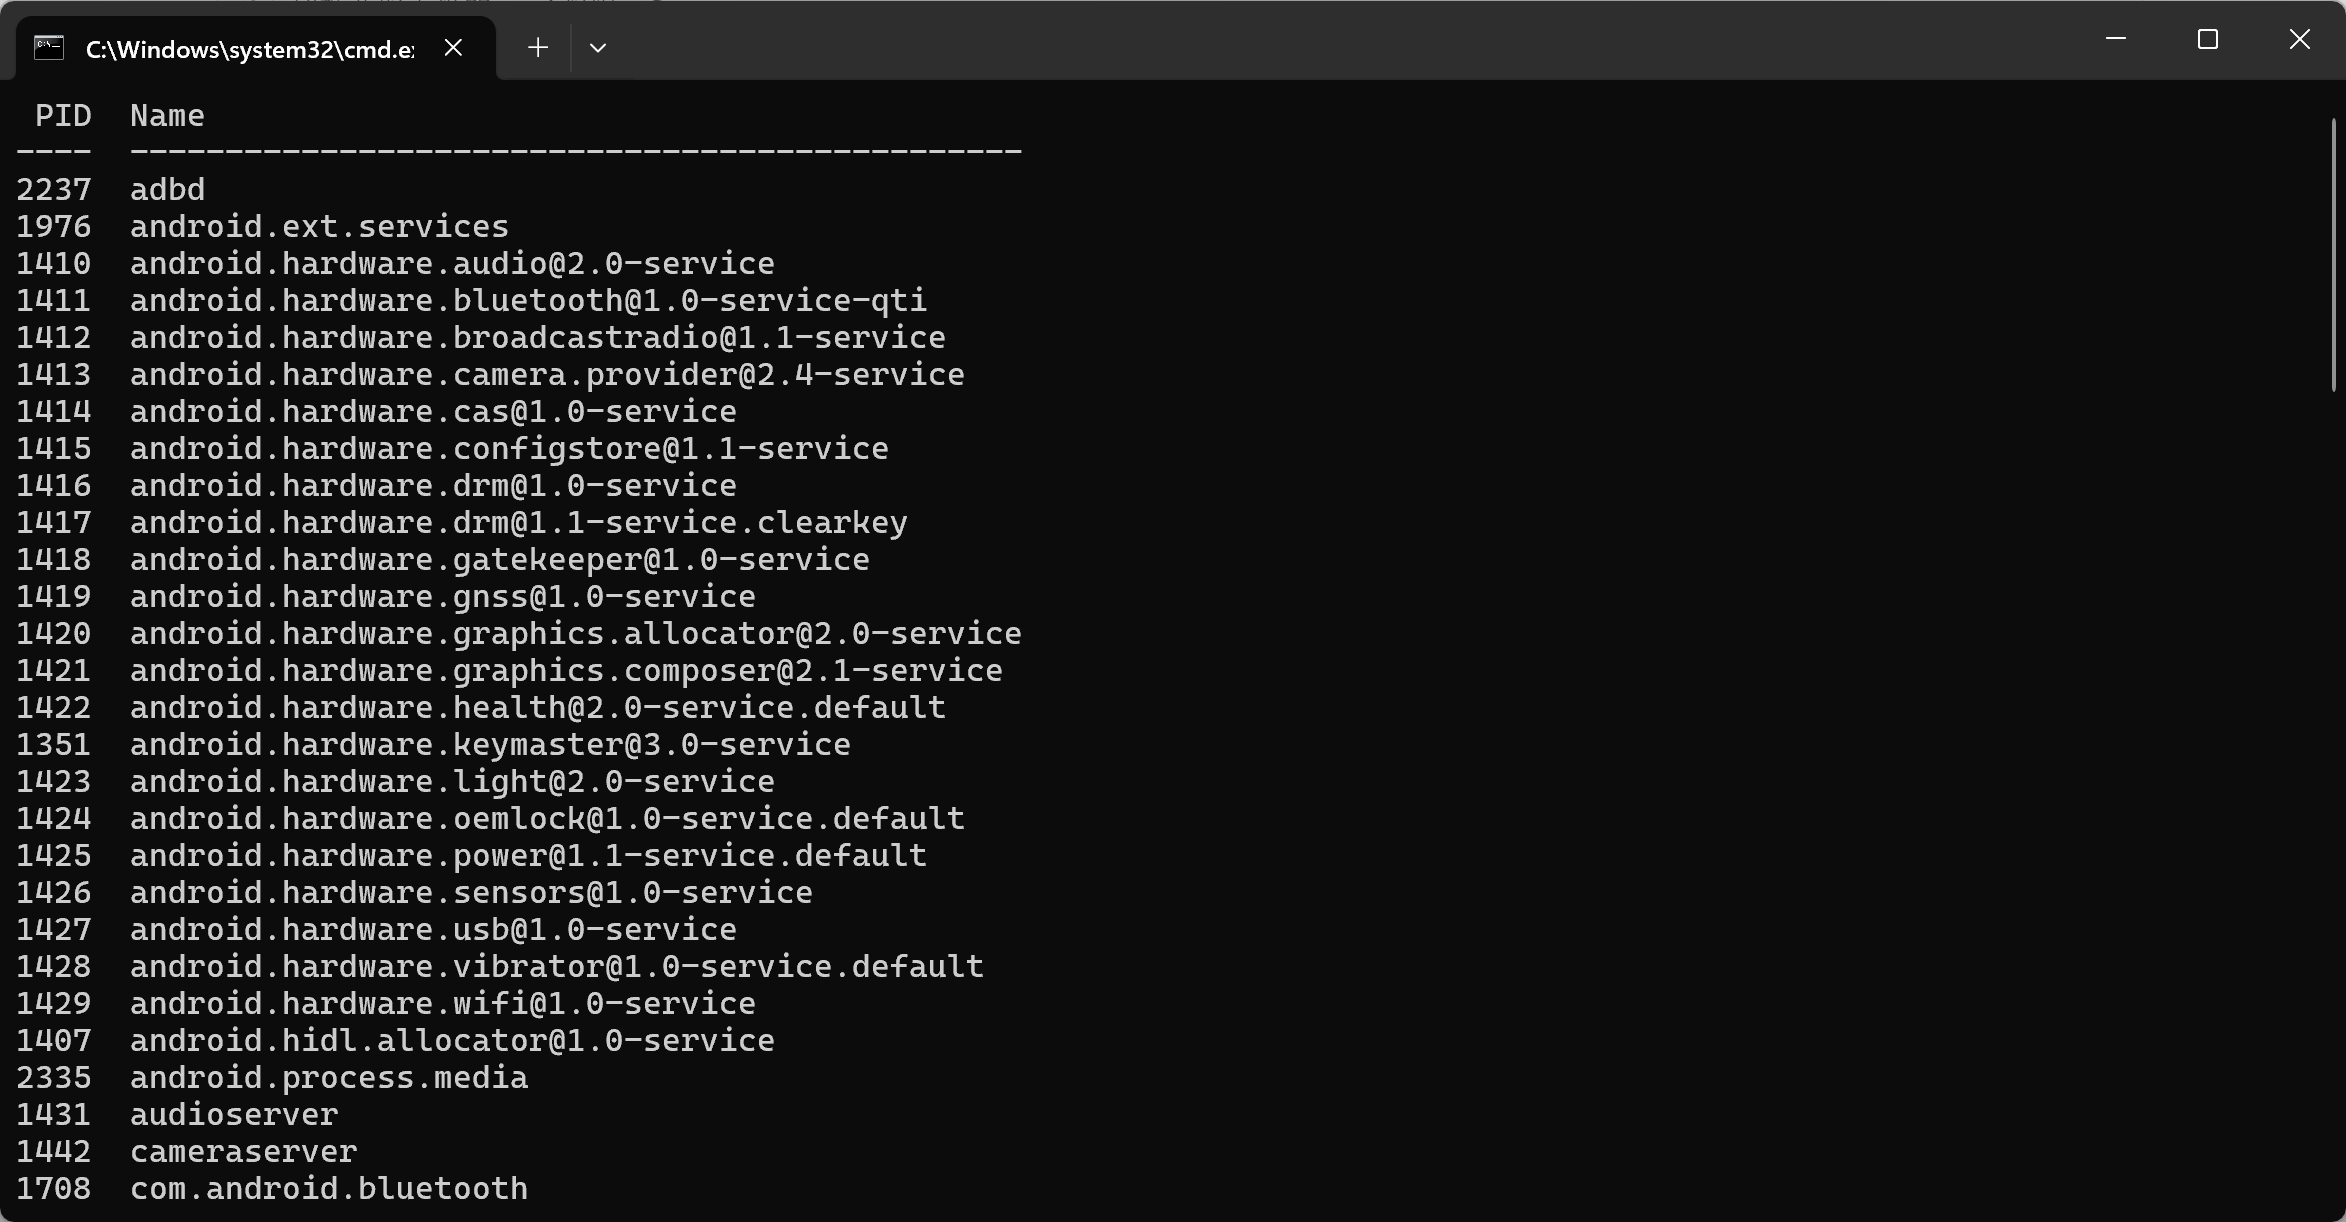 C:\Windows\system32\cmd.e
 PID  Name
----  -----------------------------------------------
2237  adbd
1976  android.ext.services
1410  android.hardware.audio@2.0-service
1411  android.hardware.bluetooth@1.0-service-qti
1412  android.hardware.broadcastradio@1.1-service
1413  android.hardware.camera.provider@2.4-service
1414  android.hardware.cas@1.0-service
1415  android.hardware.configstore@1.1-service
1416  android.hardware.drm@1.0-service
1417  android.hardware.drm@1.1-service.clearkey
1418  android.hardware.gatekeeper@1.0-service
1419  android.hardware.gnss@1.0-service
1420  android.hardware.graphics.allocator@2.0-service
1421  android.hardware.graphics.composer@2.1-service
1422  android.hardware.health@2.0-service.default
1351  android.hardware.keymaster@3.0-service
1423  android.hardware.light@2.0-service
1424  android.hardware.oemlock@1.0-service.default
1425  android.hardware.power@1.1-service.default
1426  android.hardware.sensors@1.0-service
1427  android.hardware.usb@1.0-service
1428  android.hardware.vibrator@1.0-service.default
1429  android.hardware.wifi@1.0-service
1407  android.hidl.allocator@1.0-service
2335  android.process.media
1431  audioserver
1442  cameraserver
1708  com.android.bluetooth